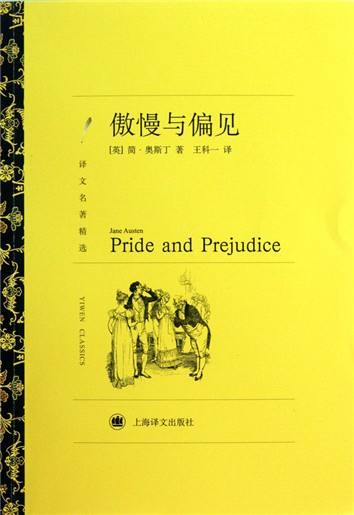 傲慢与偏见
[英] 简·奥斯丁 著 王科一 译
译文名著精选
YIWEN CLASSICS
Jane Austen
Pride and Prejudice
上海译文出版社